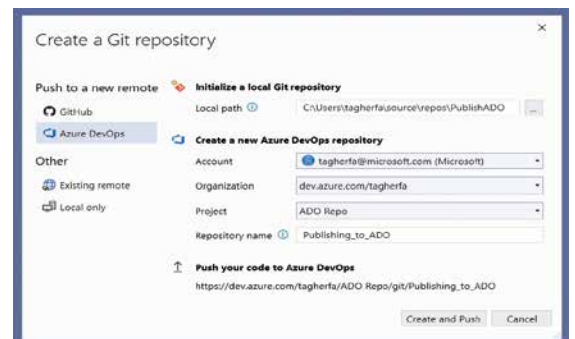 Create a Git repository
Push to a new remote
GitHub
Azure DevOps
Other
Existing remote
Local only
Initialize a local Git repository
Local path C:\Users\tagherfa\source\repos\PublishADO ...
Create a new Azure DevOps repository
Account tagherfa@microsoft.com (Microsoft)
Organization dev.azure.com/tagherfa
Project ADO Repo
Repository name Publishing_to_ADO
Push your code to Azure DevOps
https://dev.azure.com/tagherfa/ADO Repo/git/Publishing_to_ADO
Create and Push Cancel